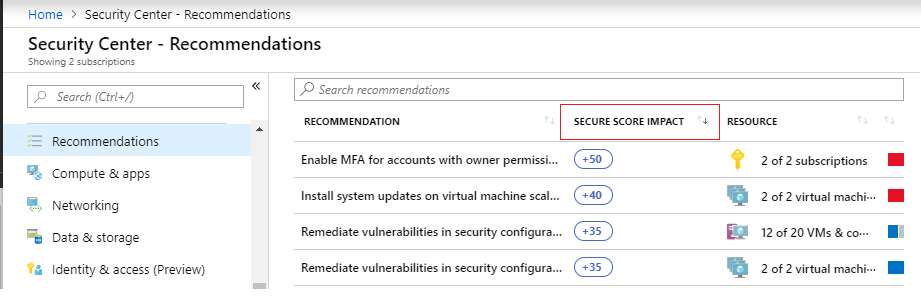 Home > Security Center - Recommendations
Security Center - Recommendations
Showing 2 subscriptions
Search (Ctrl+/)
«
Recommendations
Compute & apps
Networking
Data & storage
Identity & access (Preview)
Search recommendations
RECOMMENDATION ↑↓ SECURE SCORE IMPACT ↑↓ RESOURCE ↑↓ ↑↓
Enable MFA for accounts with owner permissi... +50 2 of 2 subscriptions
Install system updates on virtual machine scal... +40 2 of 2 virtual machi...
Remediate vulnerabilities in security configura... +35 12 of 20 VMs & co...
Remediate vulnerabilities in security configura... +35 2 of 2 virtual machi...